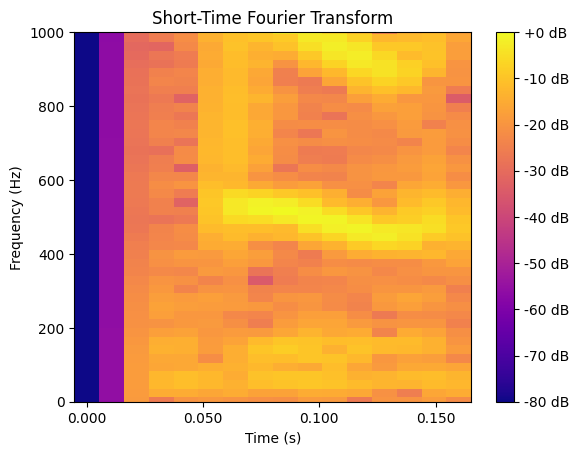 Short-Time Fourier Transform
Frequency (Hz)
1000
800
600
400
200
0
0.000
0.050
0.100
0.150
Time (s)
+0 dB
-10 dB
-20 dB
-30 dB
-40 dB
-50 dB
-60 dB
-70 dB
-80 dB